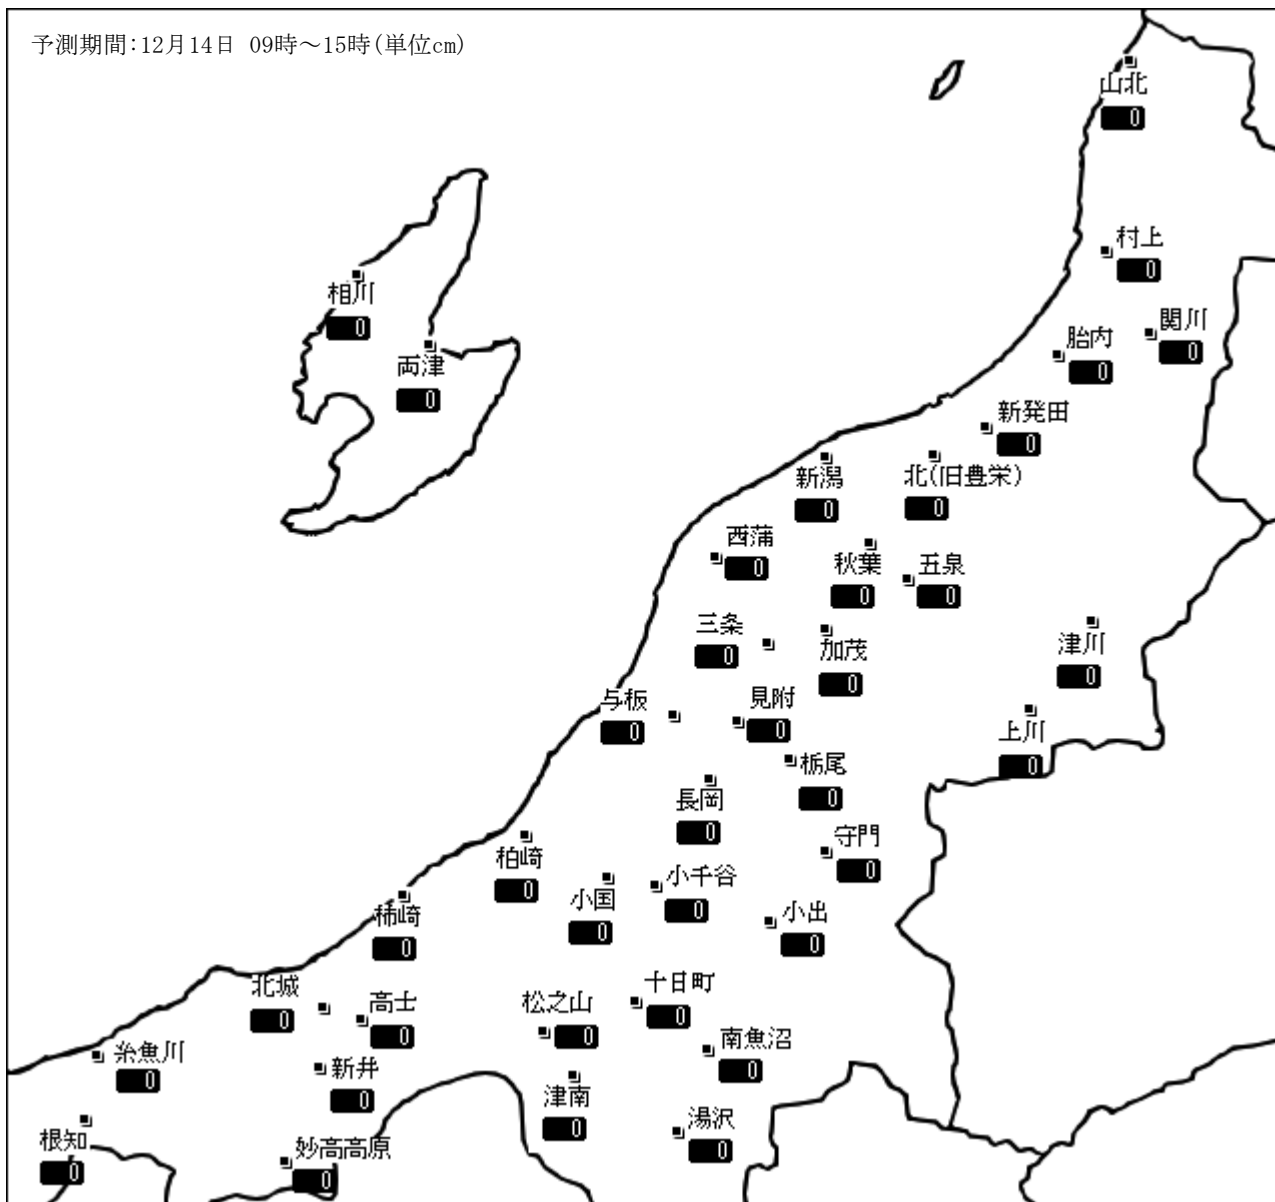 予測期間:12月14日 09時～15時(単位cm)
山北
0
村上
0
相川
0
関川
0
胎内
0
両津
0
新発田
0
新潟
0
北(旧豊栄)
0
西蒲
0
秋葉
0
五泉
0
三条
0
加茂
0
津川
0
与板
0
見附
0
上川
0
栃尾
0
長岡
0
守門
0
柏崎
0
小千谷
0
小国
0
小出
0
柿崎
0
北城
0
高士
0
松之山
0
十日町
0
南魚沼
0
糸魚川
0
新井
0
津南
0
湯沢
0
根知
0
妙高高原
0